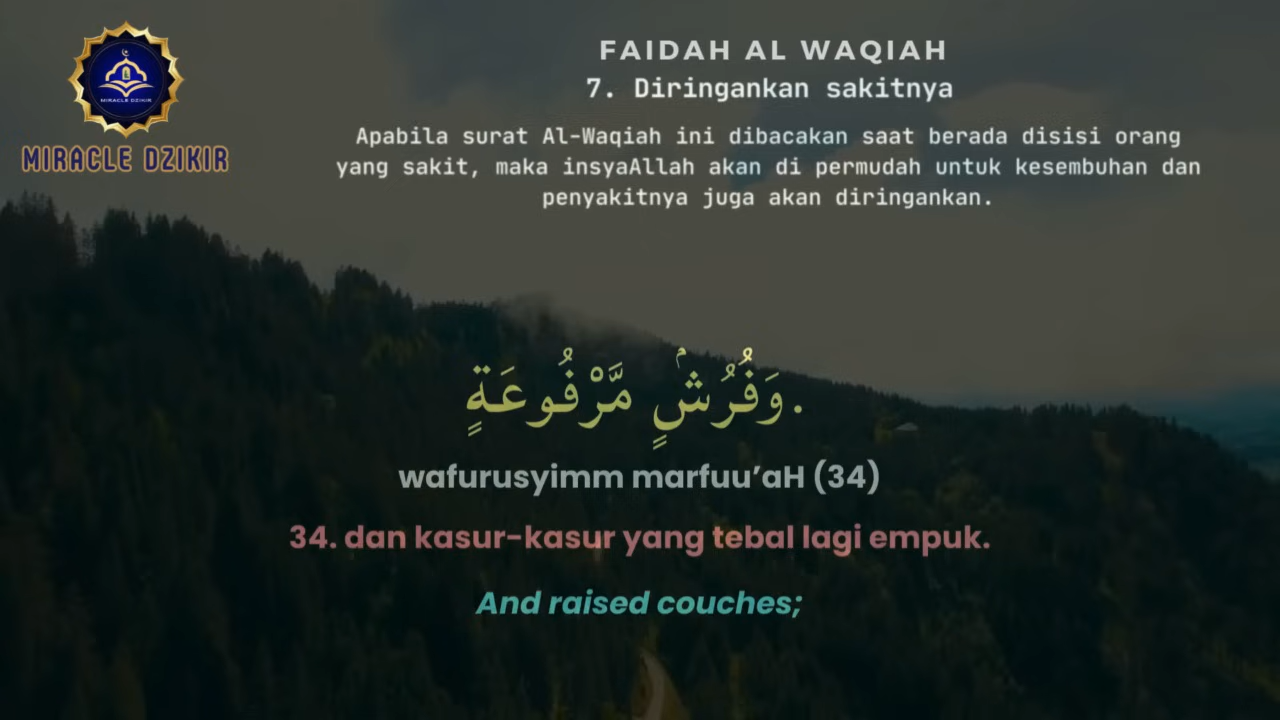 MIRACLE DZIKIR
MIRACLE DZIKIR
FAIDAH AL WAQIAH
7. Diringankan sakitnya
Apabila surat Al-Waqiah ini dibacakan saat berada disisi orang
yang sakit, maka insyaAllah akan di permudah untuk kesembuhan dan
penyakitnya juga akan diringankan.
وَفُرُشٍۢ مَّرْفُوعَةٍ.
wafurusyimm marfuu’aH (34)
34. dan kasur-kasur yang tebal lagi empuk.
And raised couches;